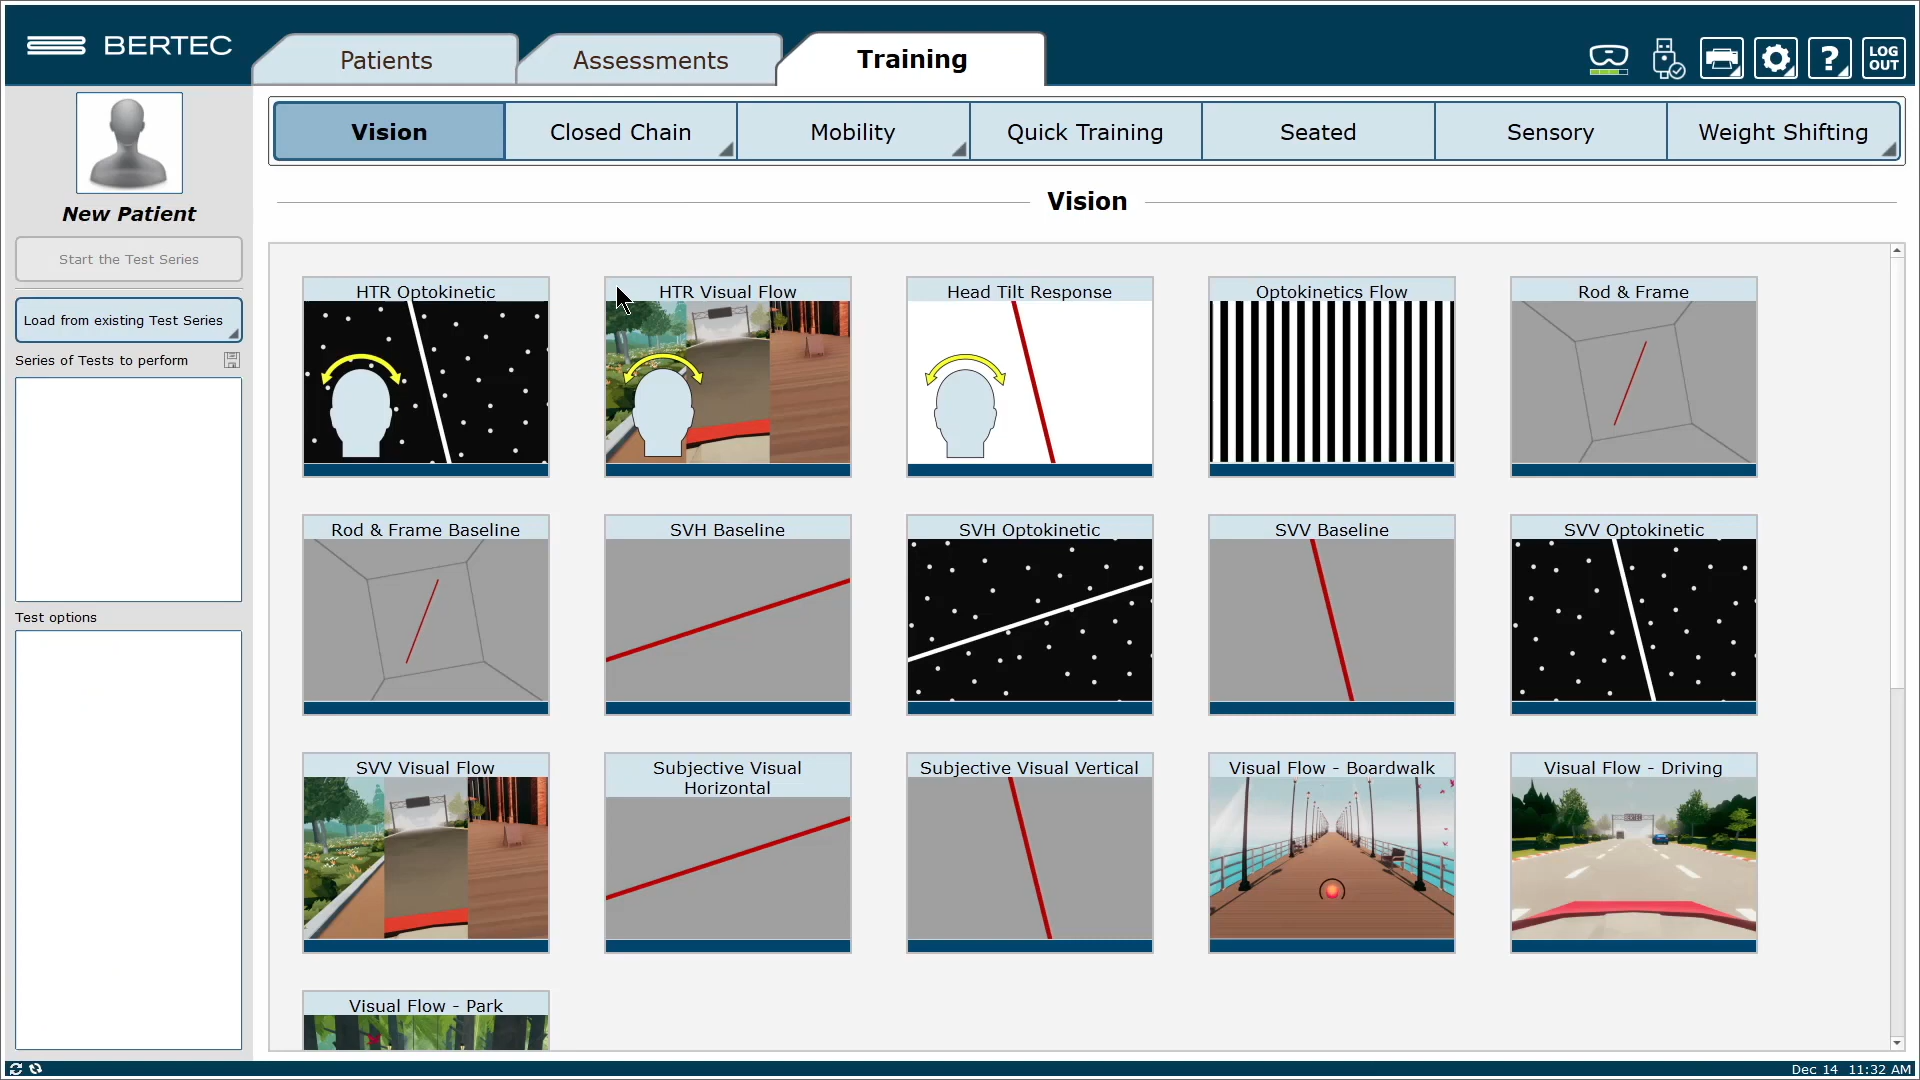 BERTEC
Patients
Assessments
Training
LOG
OUT
Vision
Closed Chain
Mobility
Quick Training
Seated
Sensory
Weight Shifting
New Patient
Start the Test Series
Load from existing Test Series
Series of Tests to perform
Test options
Vision
HTR Optokinetic
HTR Visual Flow
Head Tilt Response
Optokinetics Flow
Rod & Frame
Rod & Frame Baseline
SVH Baseline
SVH Optokinetic
SVV Baseline
SVV Optokinetic
SVV Visual Flow
Subjective Visual
Horizontal
Subjective Visual Vertical
Visual Flow - Boardwalk
Visual Flow - Driving
BERTEC
Visual Flow - Park
Dec 14 11:32 AM